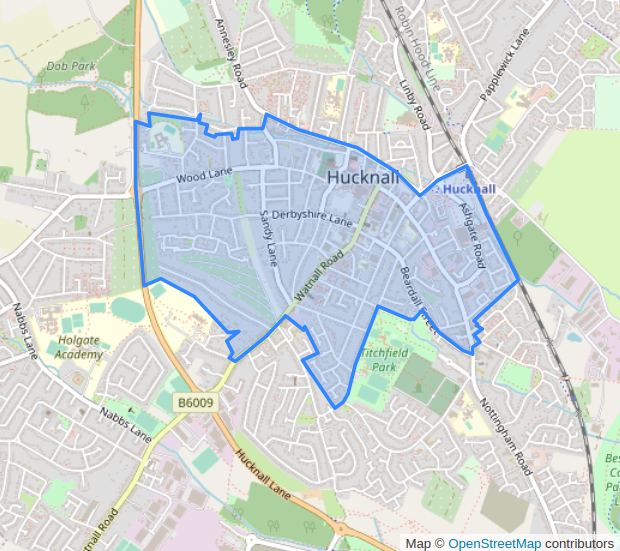 Annesley Road
Robin Hood Line
Papplewick Lane
Dob Park
Linby Road
Wood Lane
Hucknall
Hucknall
Derbyshire Lane
Sandy Lane
Ashgate Road
Watnall Road
Beardall Street
Nabbs Lane
Holgate
Academy
Titchfield
Park
B6009
Nabbs Lane
Nottingham Road
Hucknall Lane
Watnall Road
Map © OpenStreetMap contributors